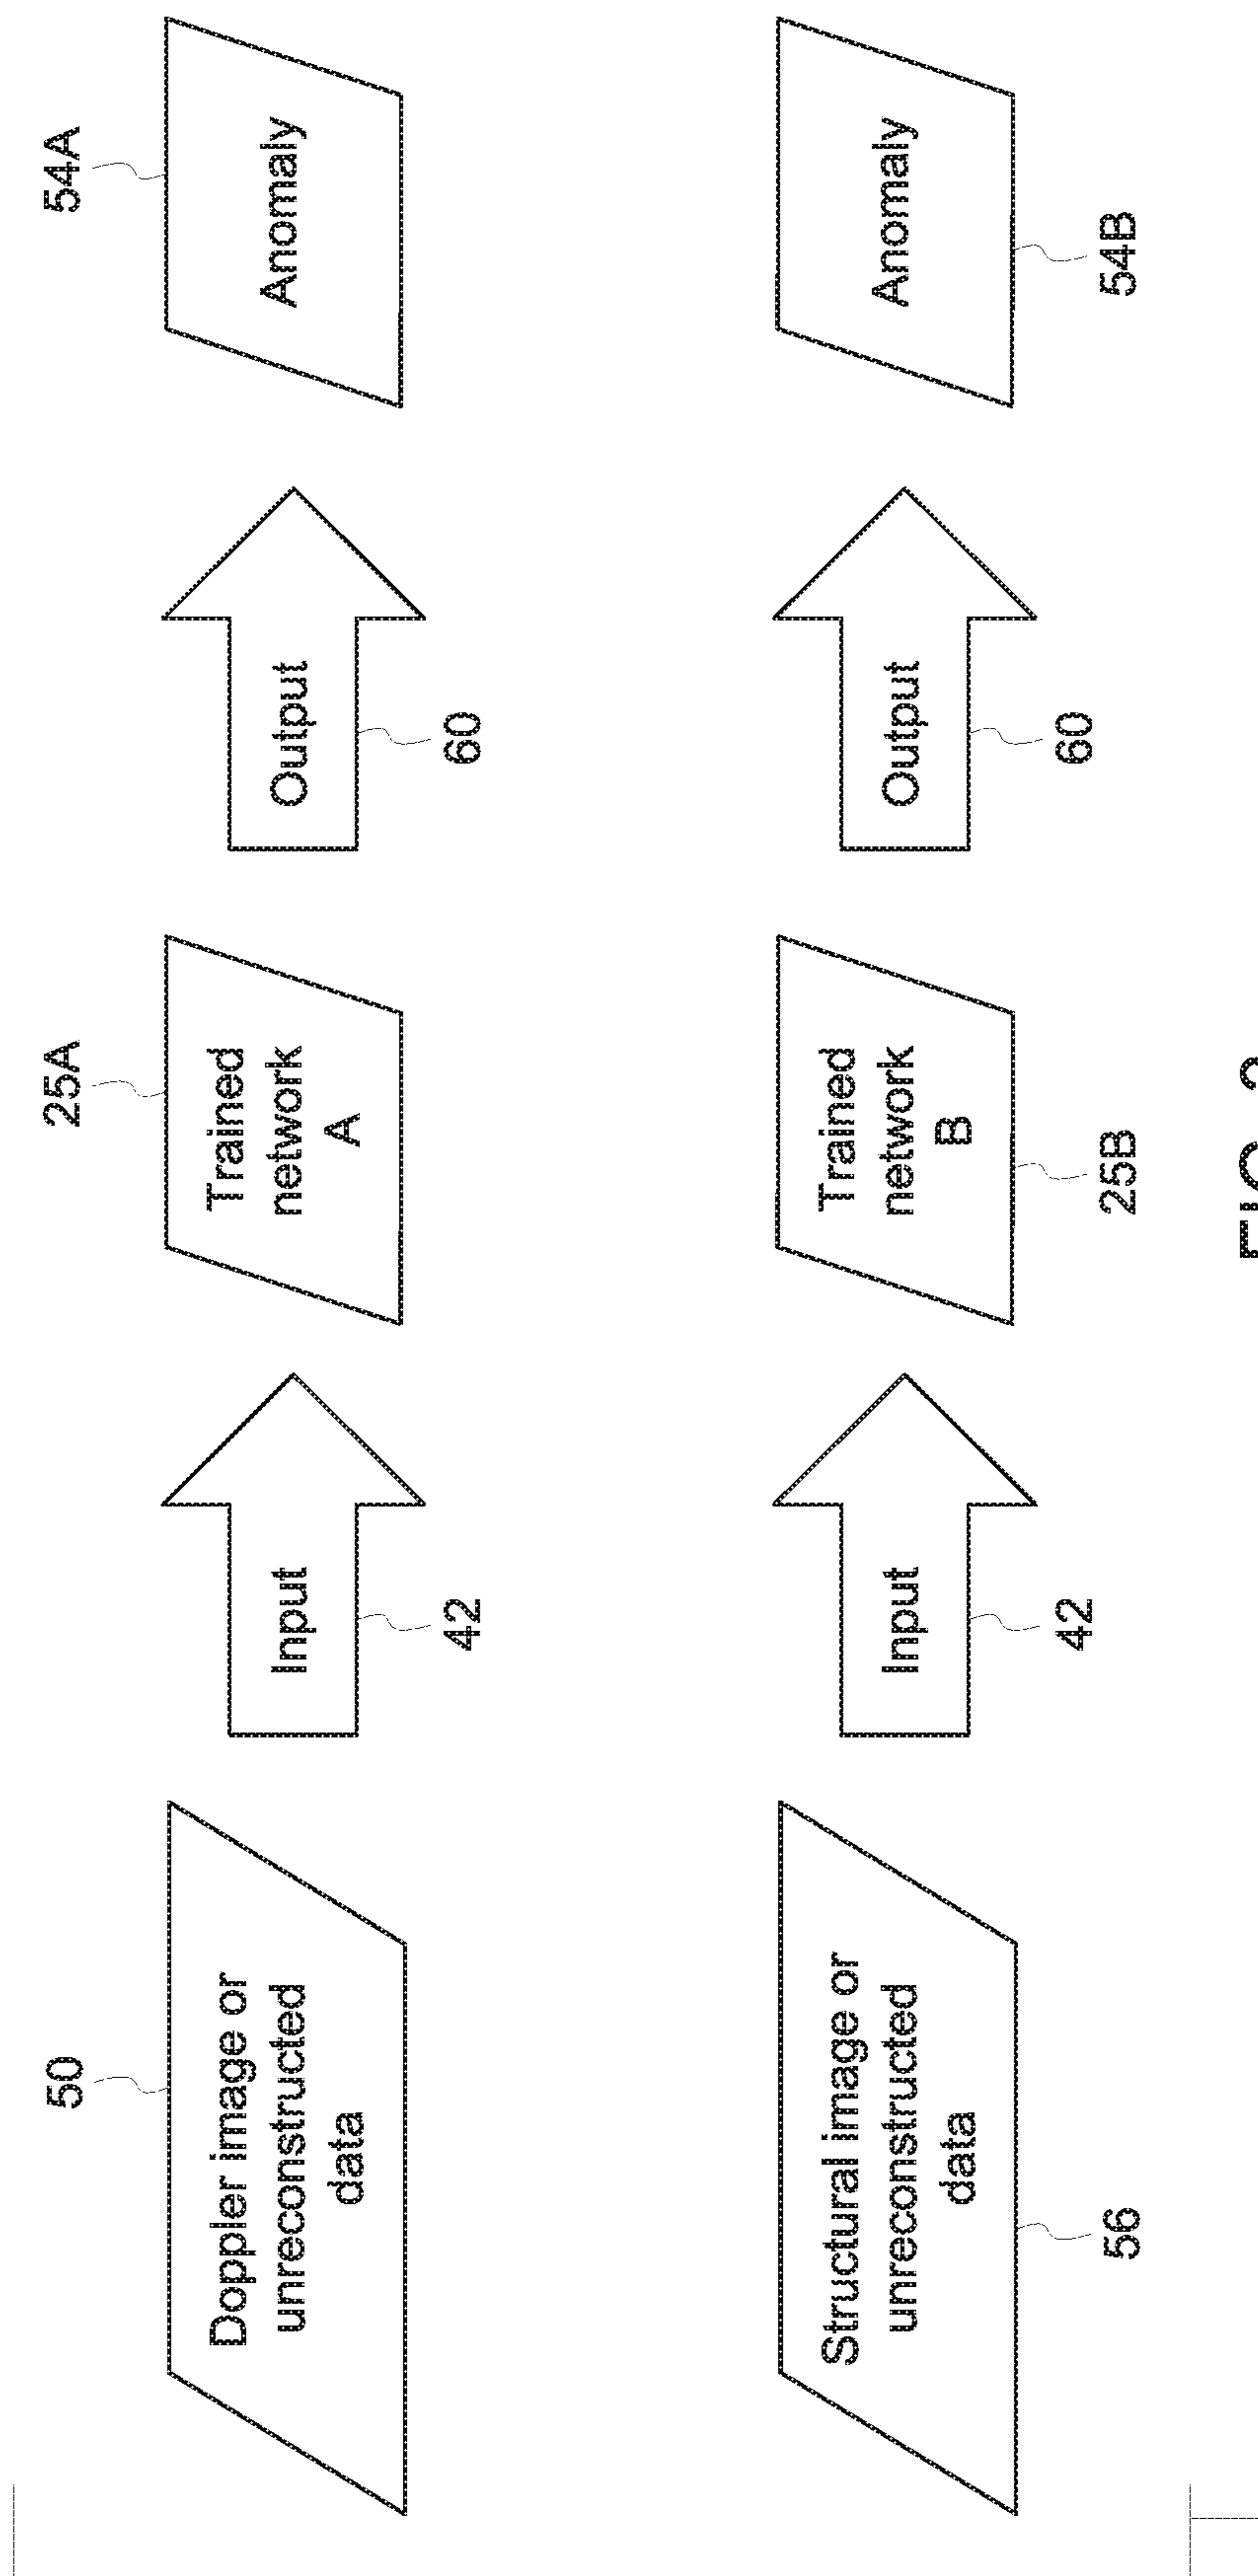 50
Doppler image or
unreconstructed
data
Input
42
25A
Trained
network
A
Output
60
54A
Anomaly
Structural image or
unreconstructed
data
56
Input
42
Trained
network
B
25B
Output
60
Anomaly
54B